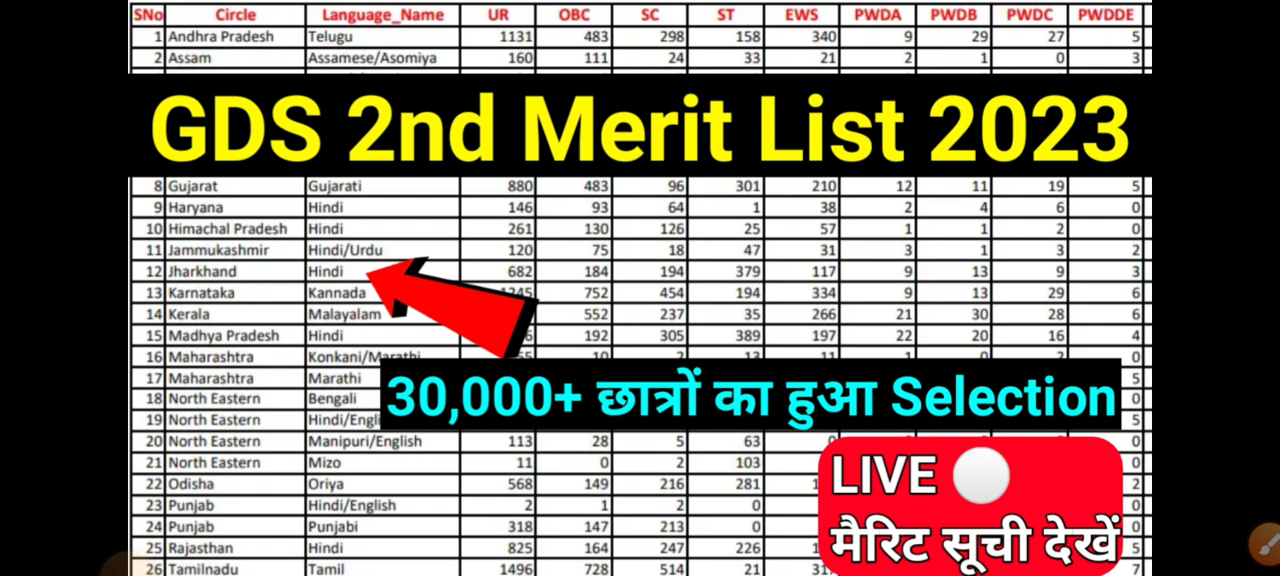 SNo Circle Language_Name UR OBC SC ST EWS PWDA PWDB PWDC PWDDE
1 Andhra Pradesh Telugu 1131 483 298 158 340 9 29 27 5
2 Assam Assamese/Asomiya 160 111 24 33 21 2 1 0 3
GDS 2nd Merit List 2023
8 Gujarat Gujarati 880 483 96 301 210 12 11 19 5
9 Haryana Hindi 146 93 64 1 38 2 4 6 0
10 Himachal Pradesh Hindi 261 130 126 25 57 1 1 2 0
11 Jammukashmir Hindi/Urdu 120 75 18 47 31 3 1 3 2
12 Jharkhand Hindi 682 184 194 379 117 9 13 9 3
13 Karnataka Kannada 1245 752 454 194 334 9 13 29 6
14 Kerala Malayalam 552 237 35 266 21 30 28 6
15 Madhya Pradesh Hindi 192 305 389 197 22 20 16 4
16 Maharashtra Konkani/Marathi 10 2 13 11 1 0 2 0
17 Maharashtra Marathi 5
30,000+ छात्रों का हुआ Selection
18 North Eastern Bengali 0
19 North Eastern 5
20 North Eastern Manipuri/English 113 28 5 63 0
21 North Eastern Mizo 11 0 2 103 0
LIVE
22 Odisha Oriya 568 149 216 281 2
23 Punjab Hindi/English 2 1 2 0 0
24 Punjab Punjabi 318 147 213 0 0
मैरिट सूची देखें
25 Rajasthan Hindi 825 164 247 226 5
26 Tamilnadu Tamil 1496 728 514 21 7